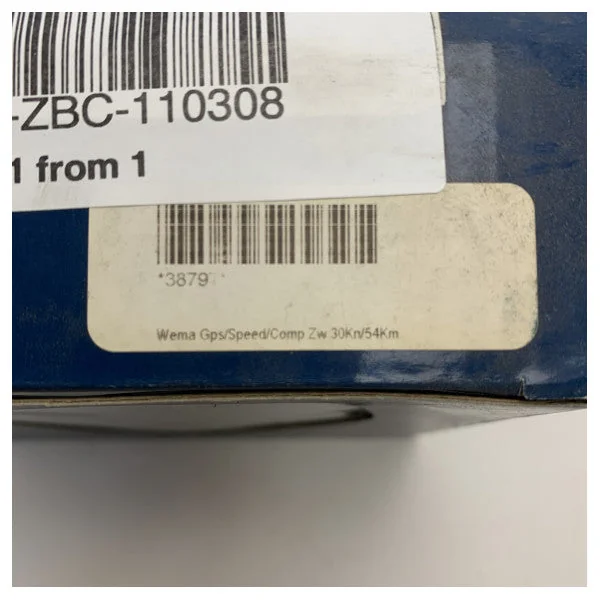 -ZBC-110308
1 from 1
*3879
Wema Gps/Speed/Comp Zw 30Kn/54Km